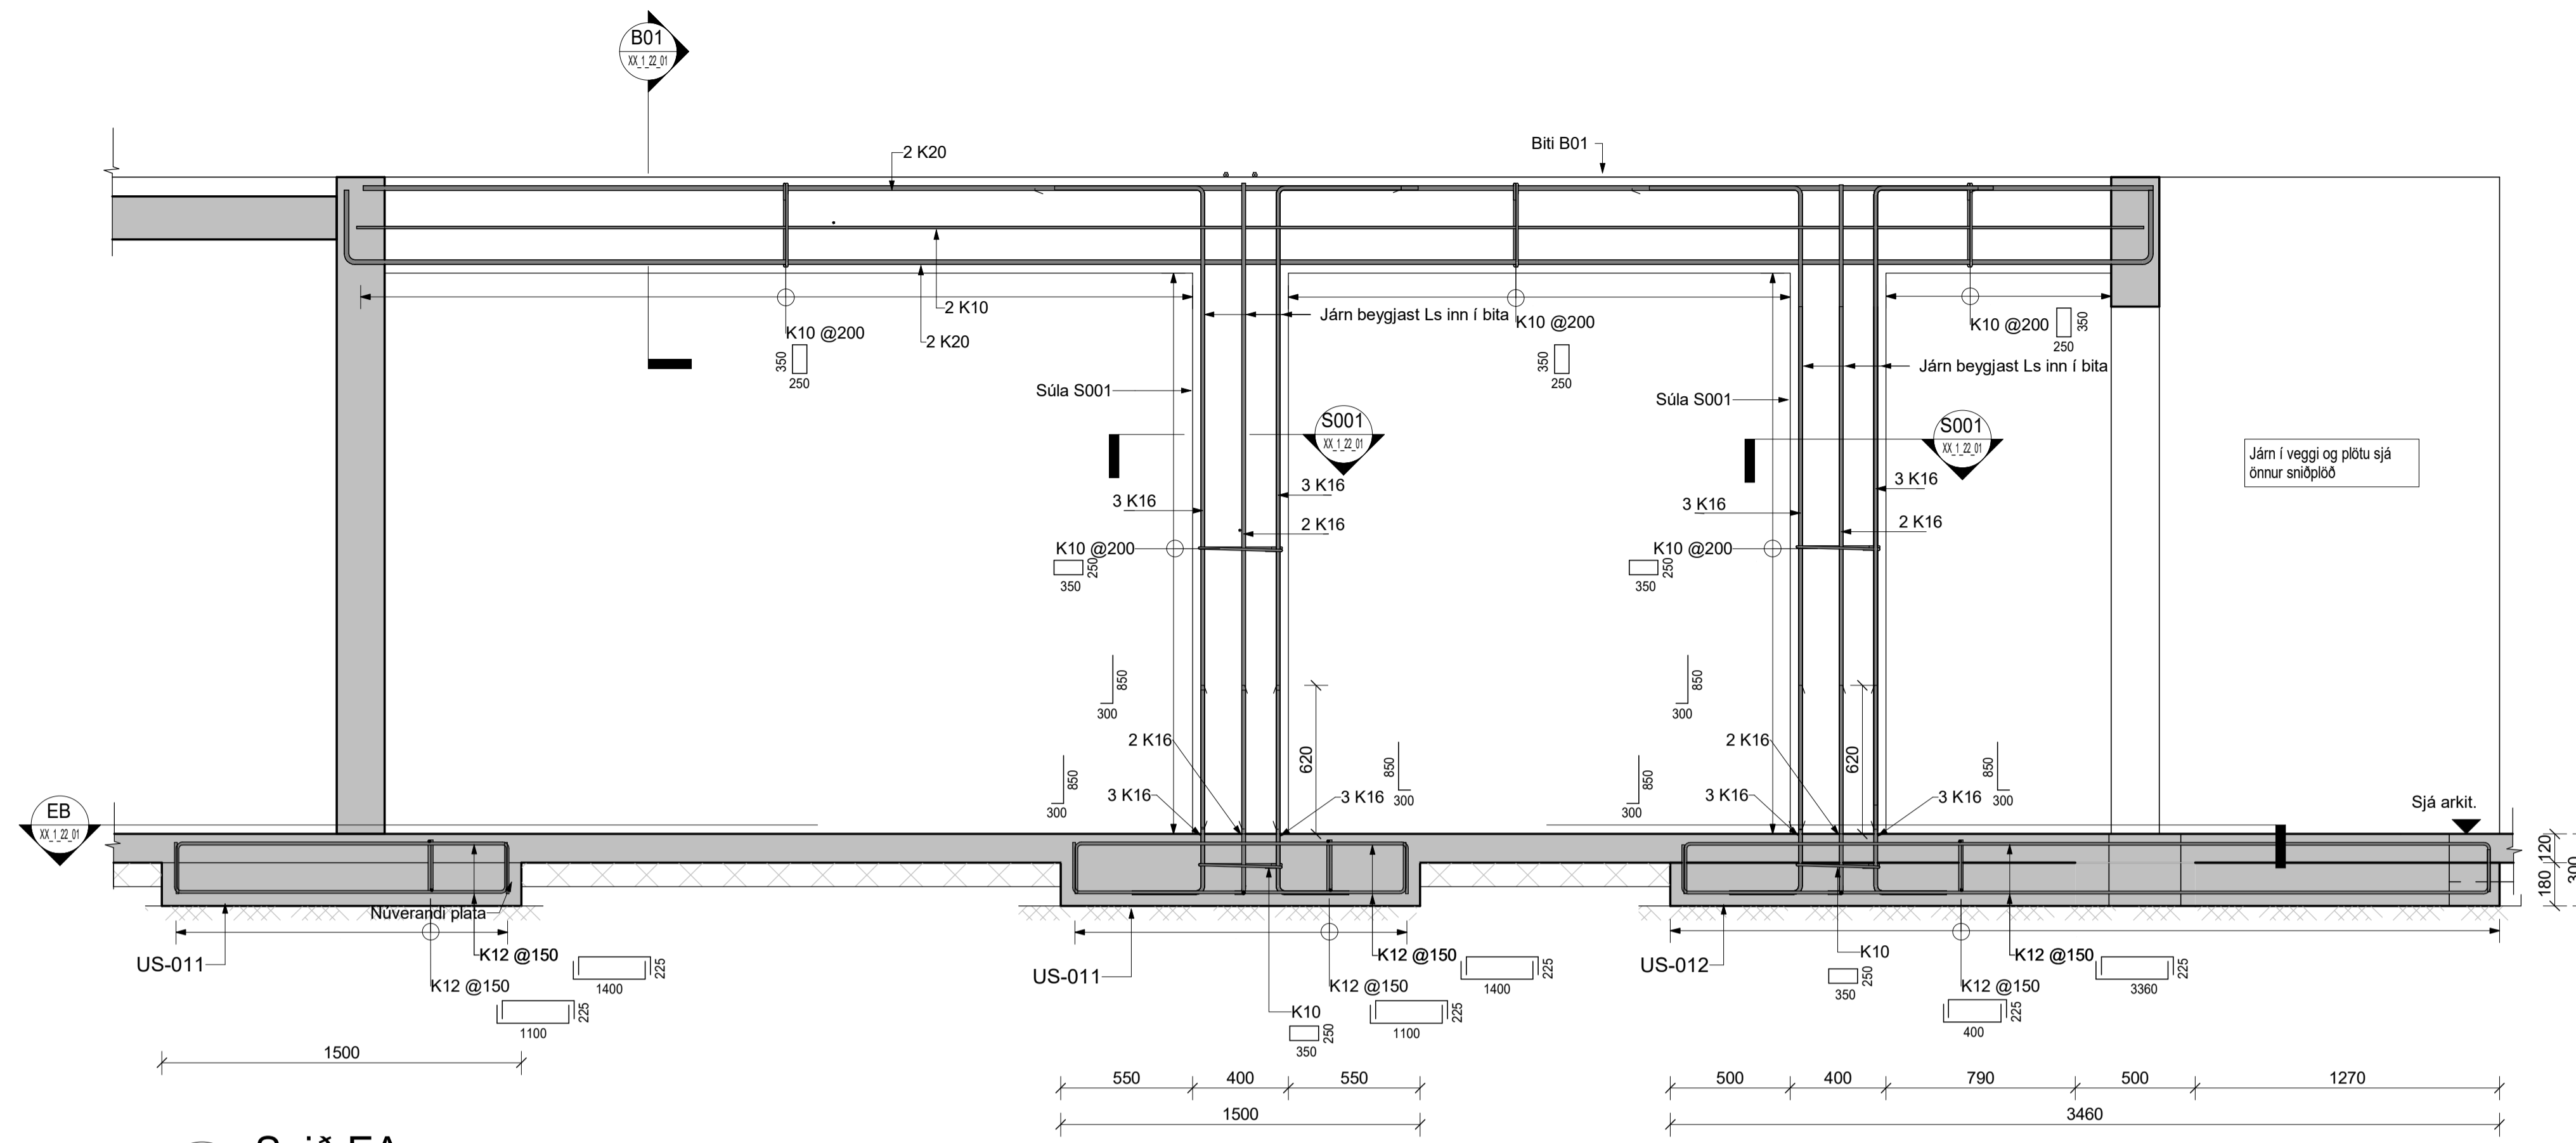 B01
XX_1_22_01
Biti B01
2 K20
2 K10
2 K20
K10 @200
350
250
Járn beygjast Ls inn í bita
K10 @200
350
250
K10 @200
350
250
Járn beygjast Ls inn í bita
Súla S001
Súla S001
S001
XX_1_22_01
S001
XX_1_22_01
Járn í veggi og plötu sjá
önnur sniðplöð
3 K16
3 K16
2 K16
K10 @200
250
350
3 K16
3 K16
2 K16
K10 @200
250
350
850
300
850
300
2 K16
620
850
300
3 K16
3 K16
850
300
2 K16
620
850
300
3 K16
3 K16
850
300
Sjá arkit.
EB
XX_1_22_01
120
180
300
Núverandi plata
US-011
K12 @150
225
1400
K12 @150
225
1100
US-011
K12 @150
225
1400
K12 @150
225
1100
K10
250
350
US-012
K10
250
350
K12 @150
225
3360
K12 @150
225
400
1500
550
400
550
1500
500
400
790
500
1270
3460